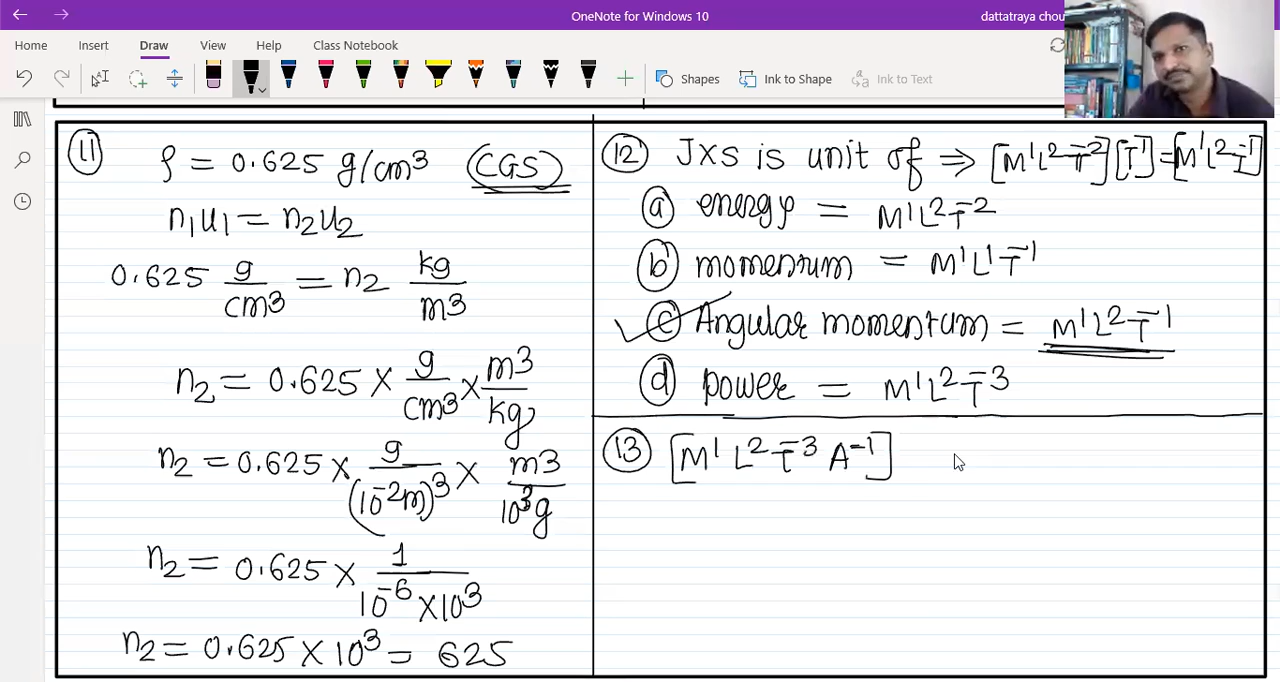 OneNote for Windows 10
dattatraya chou
Home Insert Draw View Help Class Notebook
Shapes Ink to Shape Ink to Text
11 ρ = 0.625 g/cm³ (CGS)
n₁u₁ = n₂u₂
0.625 g/cm³ = n₂ kg/m³
n₂ = 0.625 × g/cm³ × m³/kg
n₂ = 0.625 × g/(10⁻²m)³ × m³/10³g
n₂ = 0.625 × 1/10⁻⁶ × 10³
n₂ = 0.625 × 10³ = 625
12 J×S is unit of ⇒ [M¹L²T⁻²][T¹] = [M¹L²T⁻¹]
a energy = M¹L²T⁻²
b momentum = M¹L¹T⁻¹
c Angular momentum = M¹L²T⁻¹
d power = M¹L²T⁻³
13 [M¹ L² T⁻³ A⁻¹]